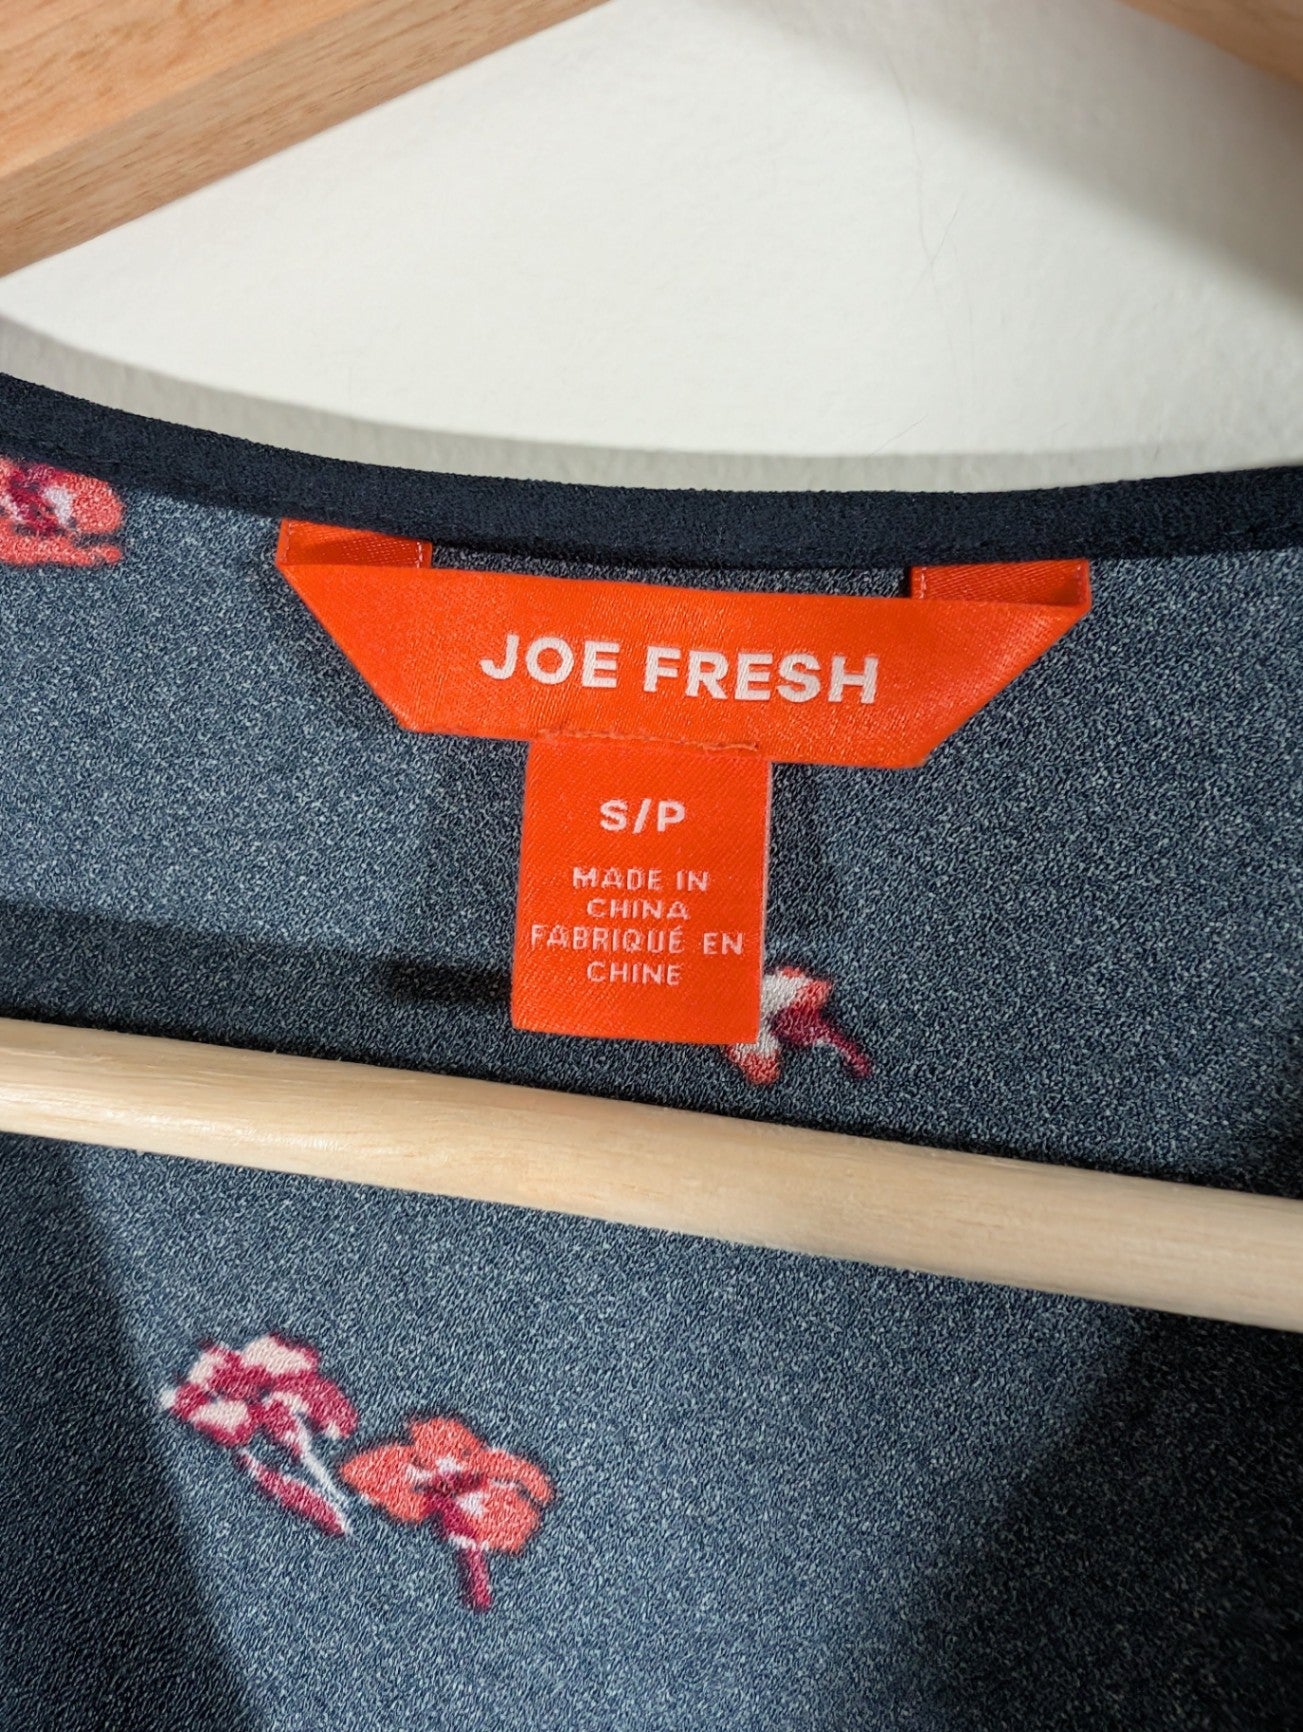 JOE FRESH
S/P
MADE IN
CHINA
FABRIQUÉ EN
CHINE